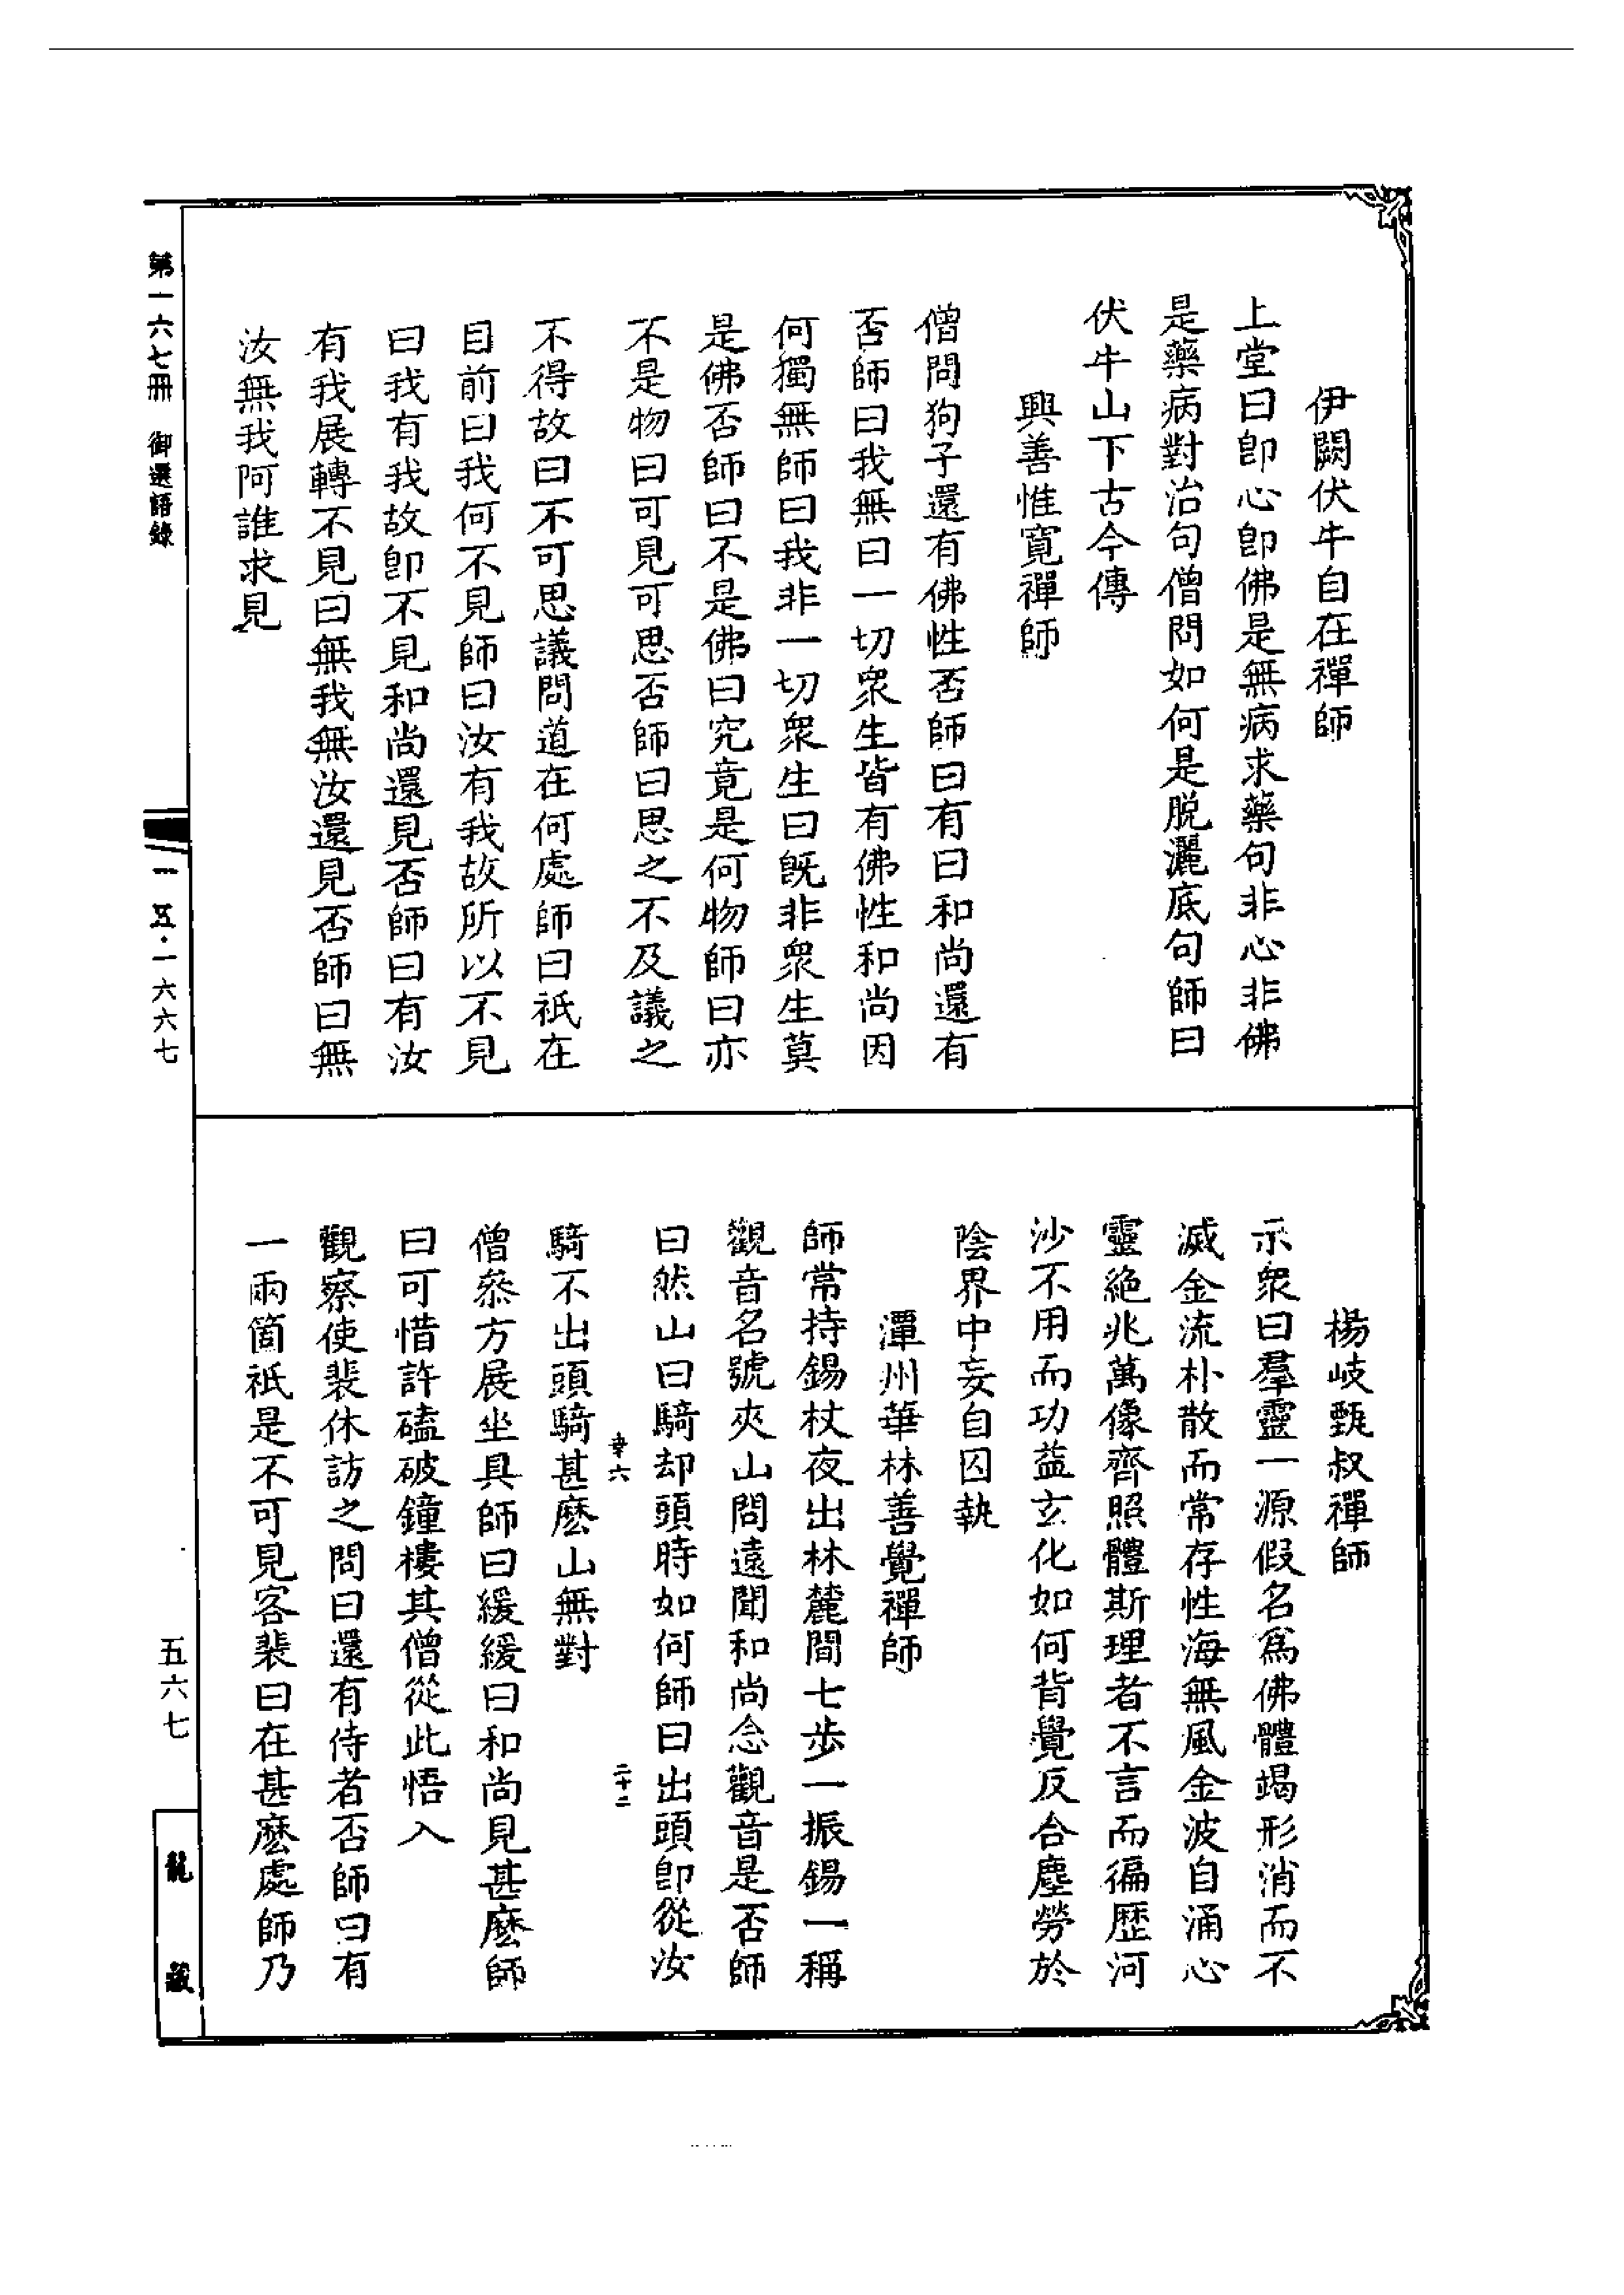 伊闕伏牛自在禪師
上堂曰卽心卽佛是無病求藥句非心非佛
是藥病對治句僧問如何是脫灑底句師曰
伏牛山下古今傳
興善惟寬禪師
僧問狗子還有佛性否師曰有曰和尚還有
否師曰我無曰一切衆生皆有佛性和尚因
何獨無師曰我非一切衆生曰旣非衆生莫
是佛否師曰不是佛曰究竟是何物師曰亦
不是物曰可見可思否師曰思之不及議之
不得故曰不可思議問道在何處師曰祇在
目前曰我何不見師曰汝有我故所以不見
曰我有我故卽不見和尚還見否師曰有汝
有我展轉不見曰無我無汝還見否師曰無
汝無我阿誰求見
楊岐甄叔禪師
示衆曰羣靈一源假名爲佛體竭形消而不
滅金流朴散而常存性海無風金波自涌心
靈絶兆萬像齊照體斯理者不言而徧歷河
沙不用而功益玄化如何背覺反合塵勞於
陰界中妄自囚執
潭州華林善覺禪師
師常持錫杖夜出林麓間七步一振錫一稱
觀音名號夾山問遠聞和尚念觀音是否師
曰然山曰騎却頭時如何師曰出頭卽從汝
騎不出頭騎甚麽山無對
僧叅方展坐具師曰緩緩曰和尚見甚麽師
曰可惜許磕破鐘樓其僧從此悟入
觀察使裴休訪之問曰還有侍者否師曰有
一兩箇祇是不可見客裴曰在甚麽處師乃
六
二十二
第一六七冊 御選語錄
一五·一六六七
五六七
龍藏